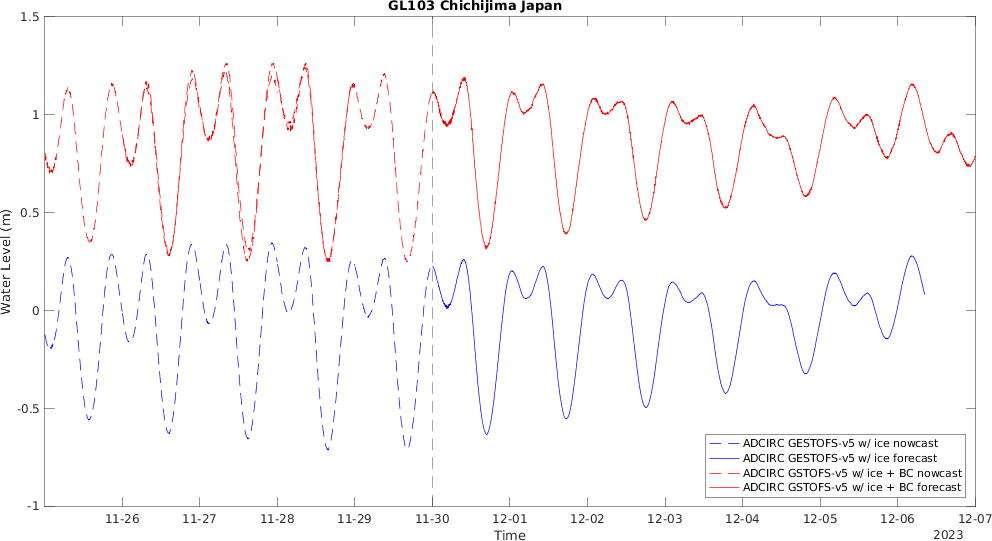 GL103 Chichijima Japan
1.5
1
0.5
0
-0.5
-1
Water Level (m)
ADCIRC GESTOFS-v5 w/ ice nowcast
ADCIRC GESTOFS-v5 w/ ice forecast
ADCIRC GSTOFS-v5 w/ ice + BC nowcast
ADCIRC GSTOFS-v5 w/ ice + BC forecast
11-26 11-27 11-28 11-29 11-30 12-01 12-02 12-03 12-04 12-05 12-06 12-07
Time
2023